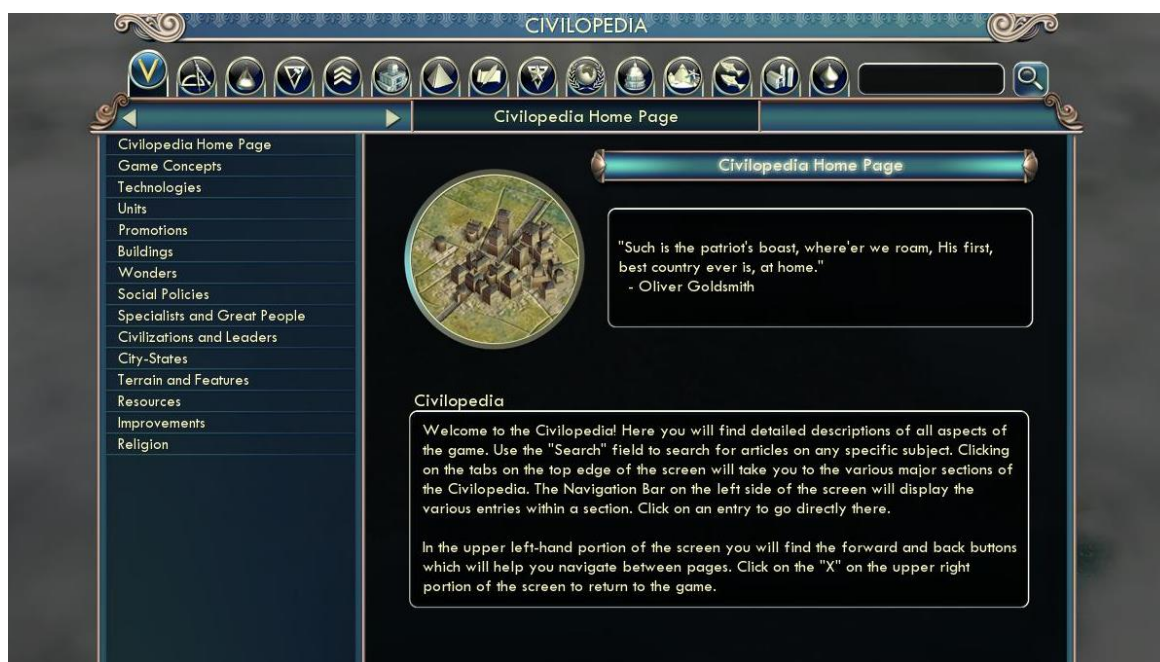 CIVILOPEDIA
Civilopedia Home Page
Civilopedia Home Page
Game Concepts
Technologies
Units
Promotions
Buildings
Wonders
Social Policies
Specialists and Great People
Civilizations and Leaders
City-States
Terrain and Features
Resources
Improvements
Religion
Civilopedia Home Page
"Such is the patriot's boast, where'er we roam, His first,
best country ever is, at home."
- Oliver Goldsmith
Civilopedia
Welcome to the Civilopedia! Here you will find detailed descriptions of all aspects of
the game. Use the "Search" field to search for articles on any specific subject. Clicking
on the tabs on the top edge of the screen will take you to the various major sections of
the Civilopedia. The Navigation Bar on the left side of the screen will display the
various entries within a section. Click on an entry to go directly there.
In the upper left-hand portion of the screen you will find the forward and back buttons
which will help you navigate between pages. Click on the "X" on the upper right
portion of the screen to return to the game.